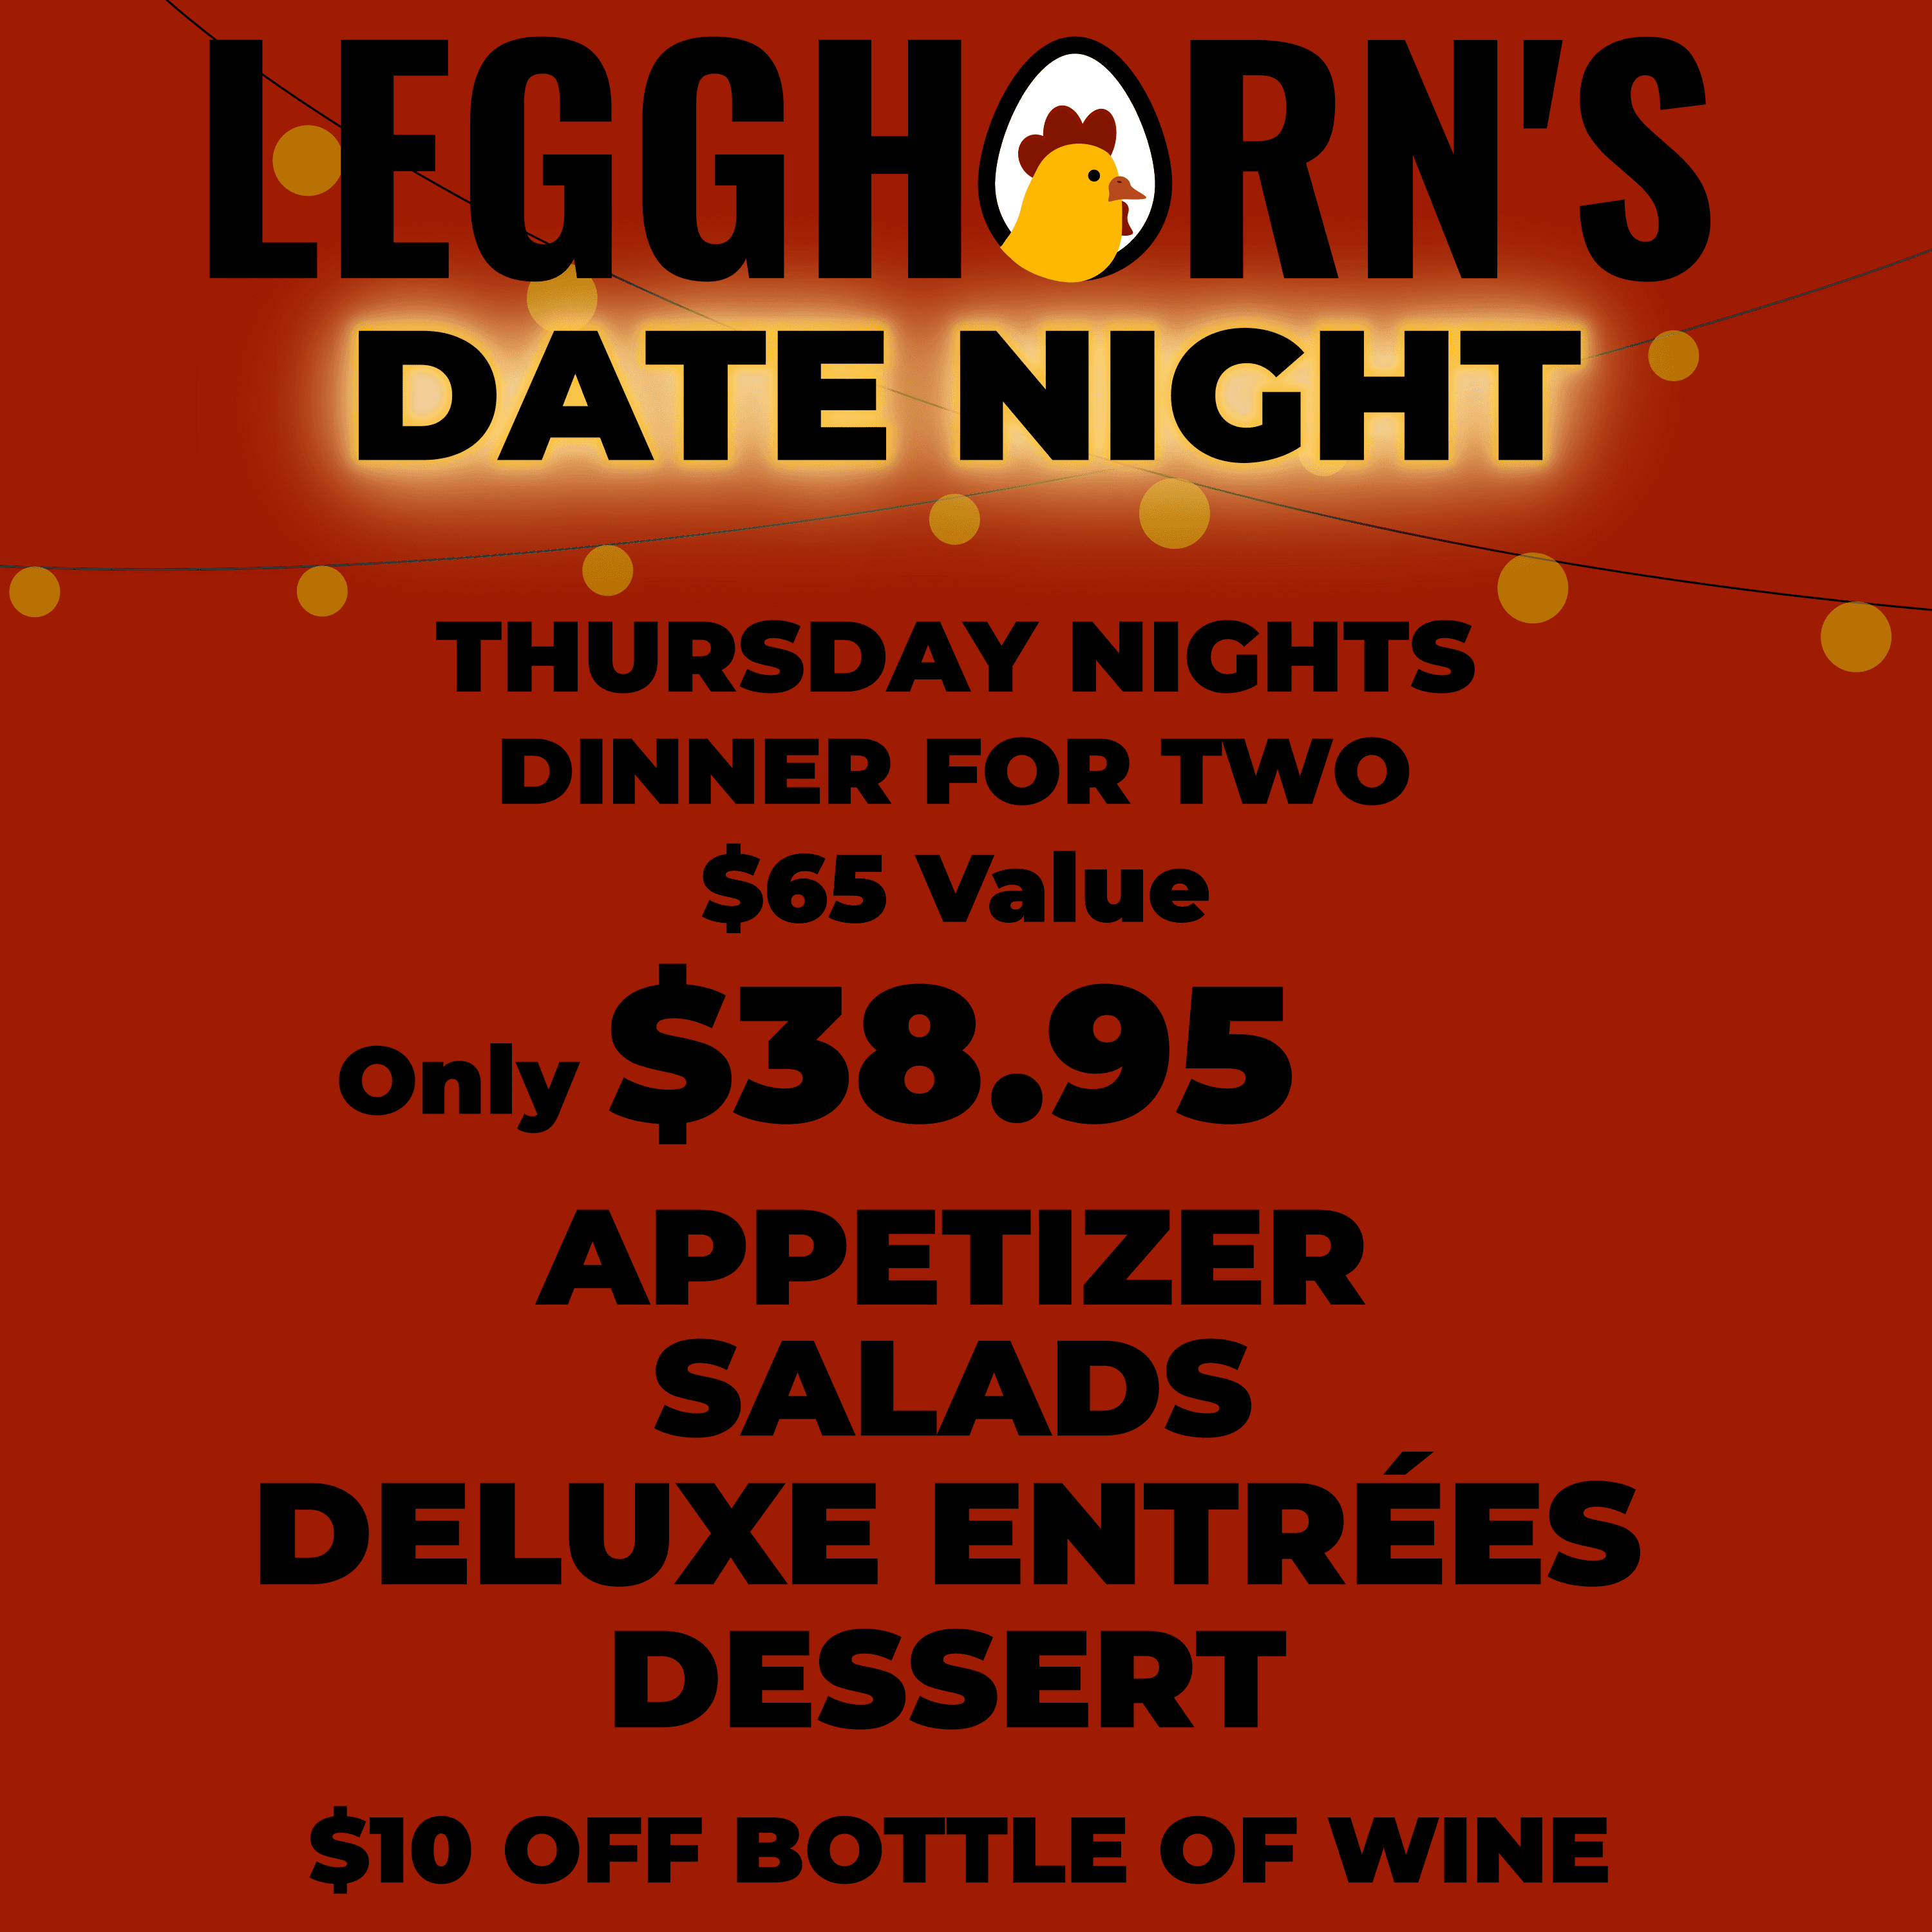 LEGGHORN'S
DATE NIGHT
THURSDAY NIGHTS
DINNER FOR TWO
$65 Value
Only $38.95
APPETIZER
SALADS
DELUXE ENTRÉES
DESSERT
$10 OFF BOTTLE OF WINE